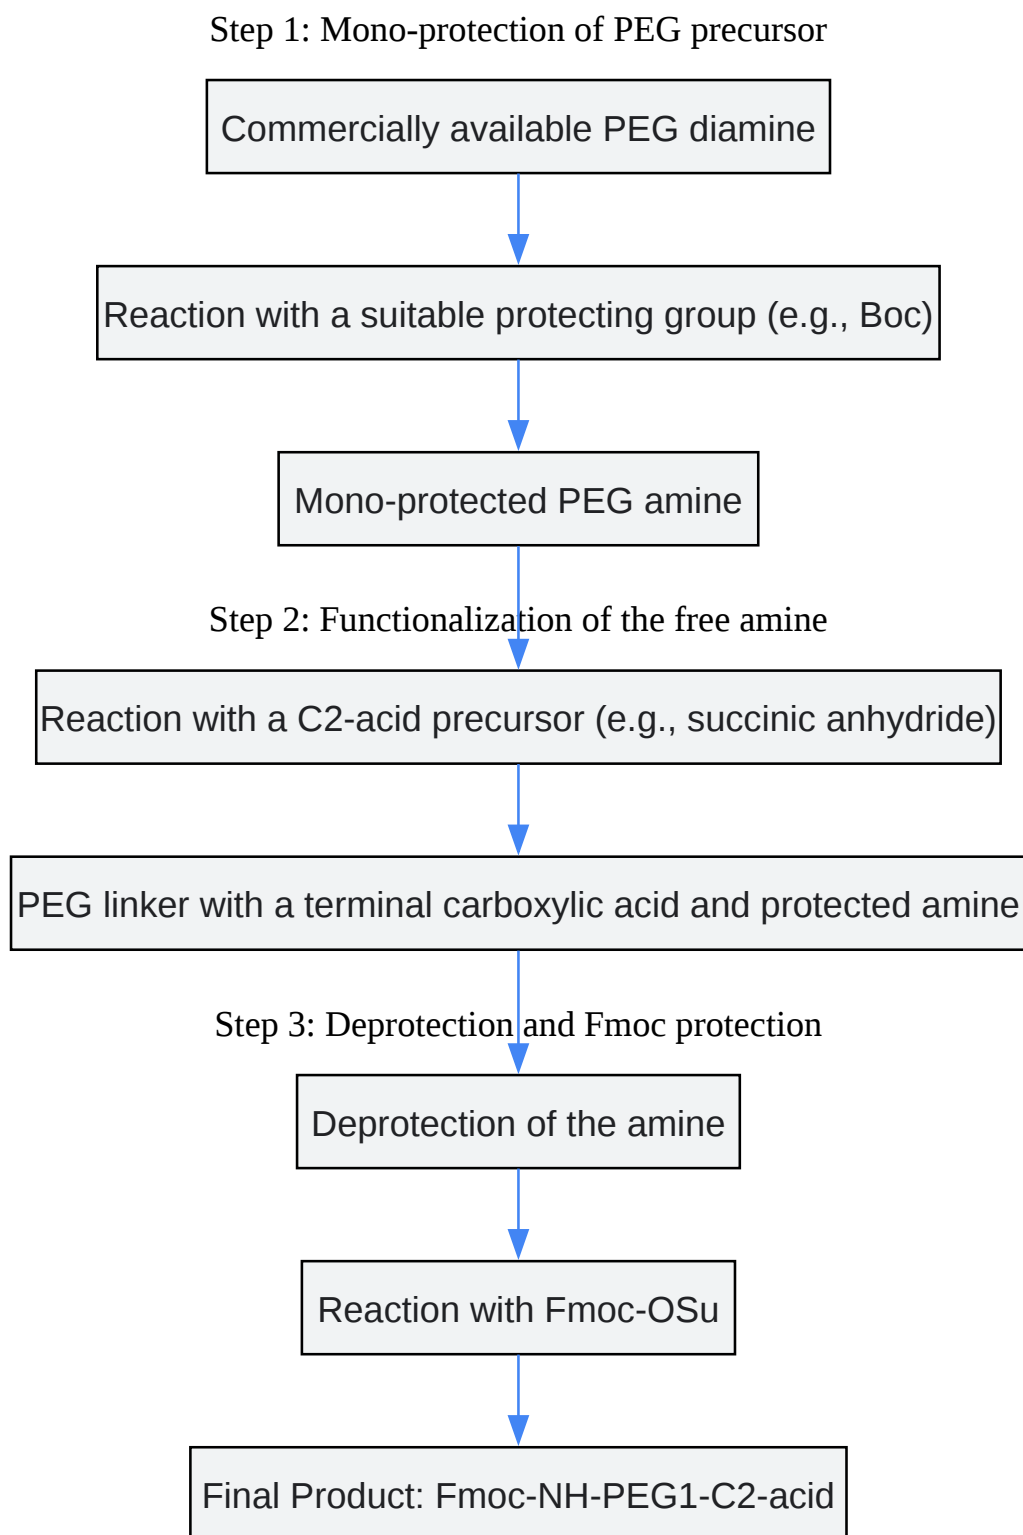 Step 1: Mono-protection of PEG precursor
Commercially available PEG diamine
Reaction with a suitable protecting group (e.g., Boc)
Mono-protected PEG amine
Step 2: Functionalization of the free amine
Reaction with a C2-acid precursor (e.g., succinic anhydride)
PEG linker with a terminal carboxylic acid and protected amine
Step 3: Deprotection and Fmoc protection
Deprotection of the amine
Reaction with Fmoc-OSu
Final Product: Fmoc-NH-PEG1-C2-acid